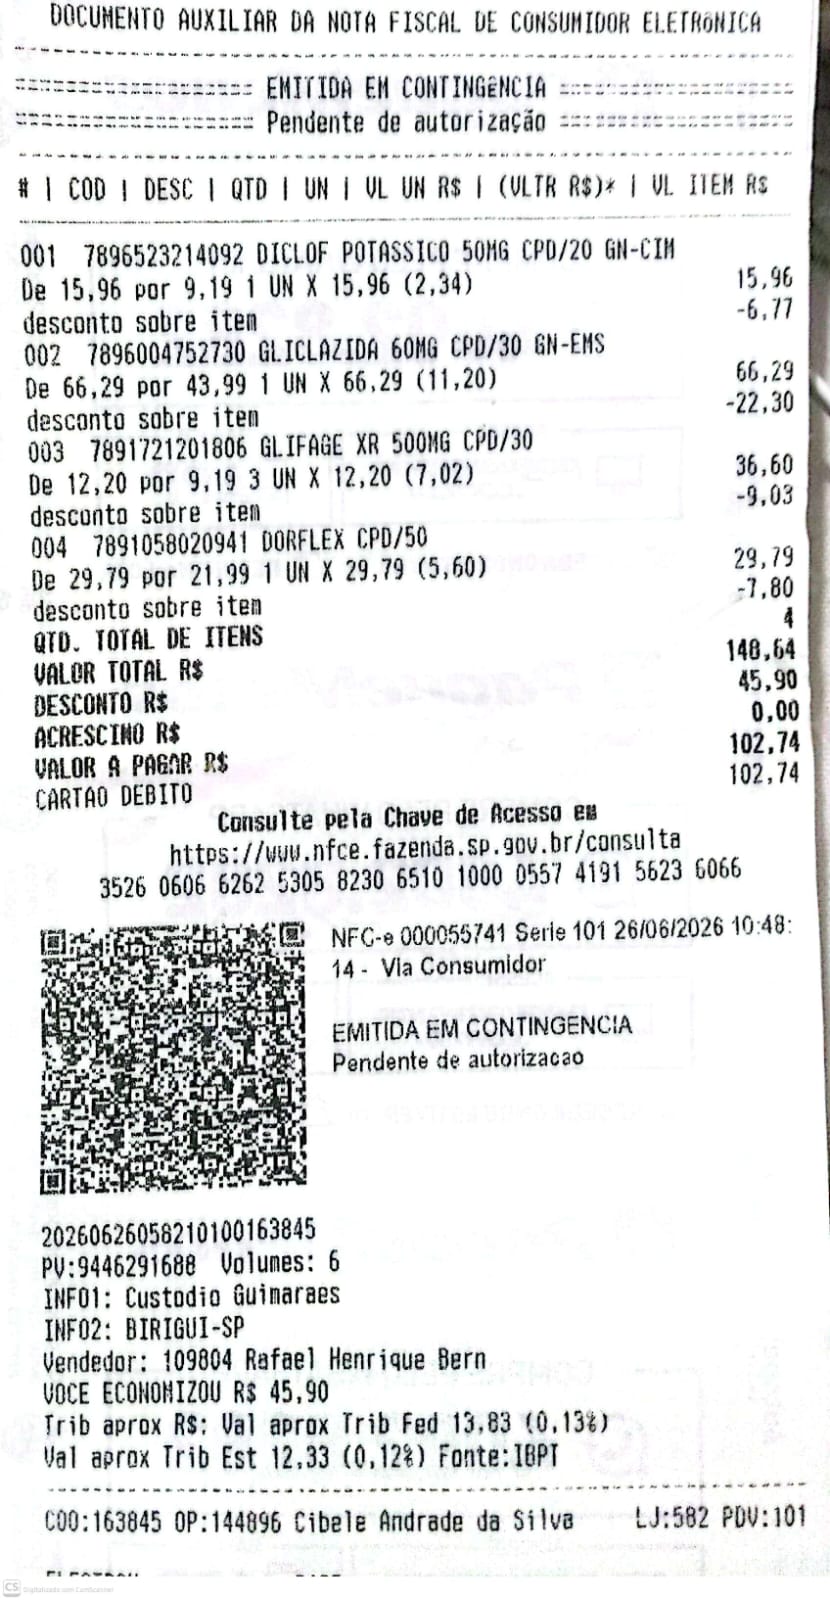 DOCUMENTO AUXILIAR DA NOTA FISCAL DE CONSUMIDOR ELETRôNICA
EMITIDA EM CONTINGêNCIA
Pendente de autorização
# | COD | DESC | QTD | UN | VL UN R$ | (VLTR R$)* | VL ITEM R$
001 7896523214092 DICLOF POTASSICO 50MG CPD/20 GN-CIM
De 15,96 por 9,19 1 UN X 15,96 (2,34) 15,96
desconto sobre item -6,77
002 7896004752730 GLICLAZIDA 60MG CPD/30 GN-EMS
De 66,29 por 43,99 1 UN X 66,29 (11,20) 66,29
desconto sobre item -22,30
003 7891721201806 GLIFAGE XR 500MG CPD/30
De 12,20 por 9,19 3 UN X 12,20 (7,02) 36,60
desconto sobre item -9,03
004 7891058020941 DORFLEX CPD/50
De 29,79 por 21,99 1 UN X 29,79 (5,60) 29,79
desconto sobre item -7,80
QTD. TOTAL DE ITENS 4
VALOR TOTAL R$ 148,64
DESCONTO R$ 45,90
ACRESCIMO R$ 0,00
VALOR A PAGAR R$ 102,74
CARTAO DEBITO 102,74
Consulte pela Chave de Acesso em
https://www.nfce.fazenda.sp.gov.br/consulta
3526 0606 6262 5305 8230 6510 1000 0557 4191 5623 6066
NFC-e 000055741 Serie 101 26/06/2026 10:48:
14 - Via Consumidor
EMITIDA EM CONTINGENCIA
Pendente de autorizacao
20260626058210100163845
PV:9446291688 Volumes: 6
INFO1: Custodio Guimaraes
INFO2: BIRIGUI-SP
Vendedor: 109804 Rafael Henrique Bern
VOCE ECONOMIZOU R$ 45,90
Trib aprox R$: Val aprox Trib Fed 13,83 (0,13%)
Val aprox Trib Est 12,33 (0,12%) Fonte:IBPT
COO:163845 OP:144896 Cibele Andrade da Silva LJ:582 PDV:101
CS Digitalizado com CamScanner